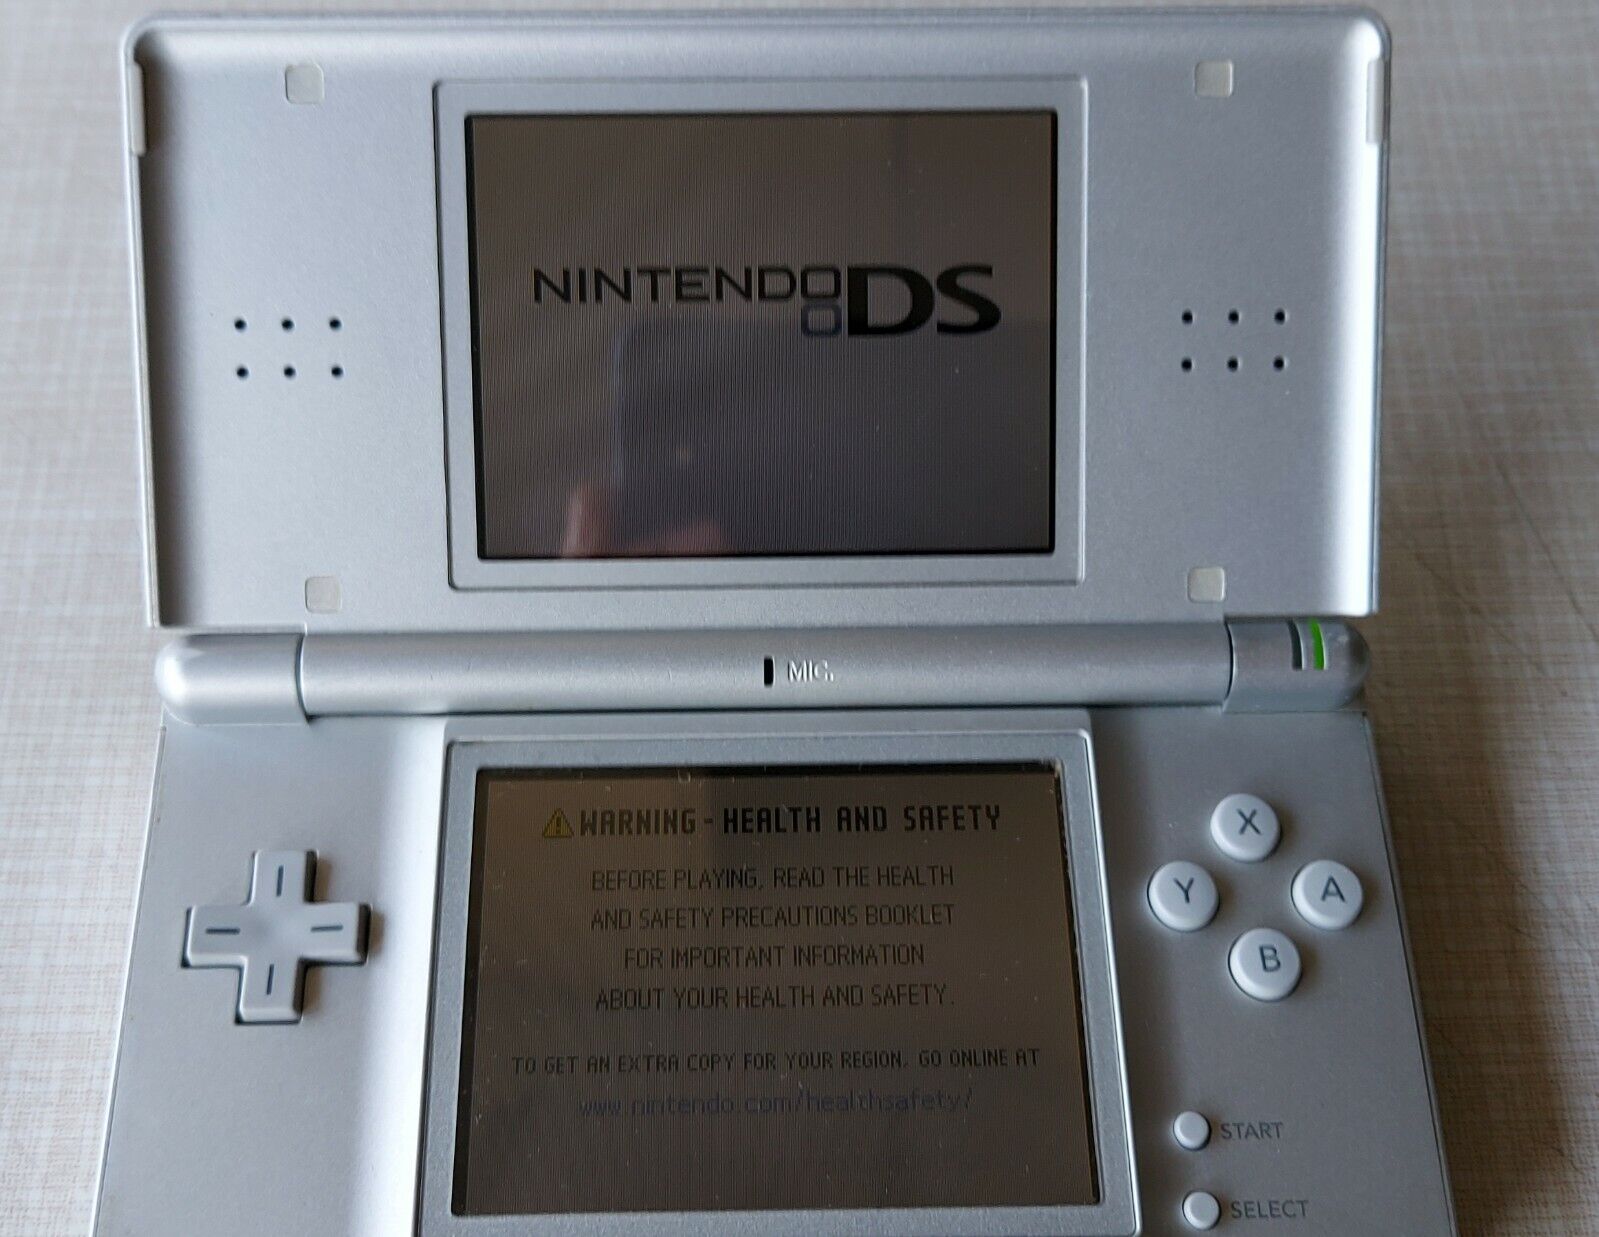 NINTENDO DS
MIC.
WARNING - HEALTH AND SAFETY
BEFORE PLAYING, READ THE HEALTH
AND SAFETY PRECAUTIONS BOOKLET
FOR IMPORTANT INFORMATION
ABOUT YOUR HEALTH AND SAFETY.
TO GET AN EXTRA COPY FOR YOUR REGION, GO ONLINE AT
www.nintendo.com/healthsafety/
X
Y
A
B
START
SELECT